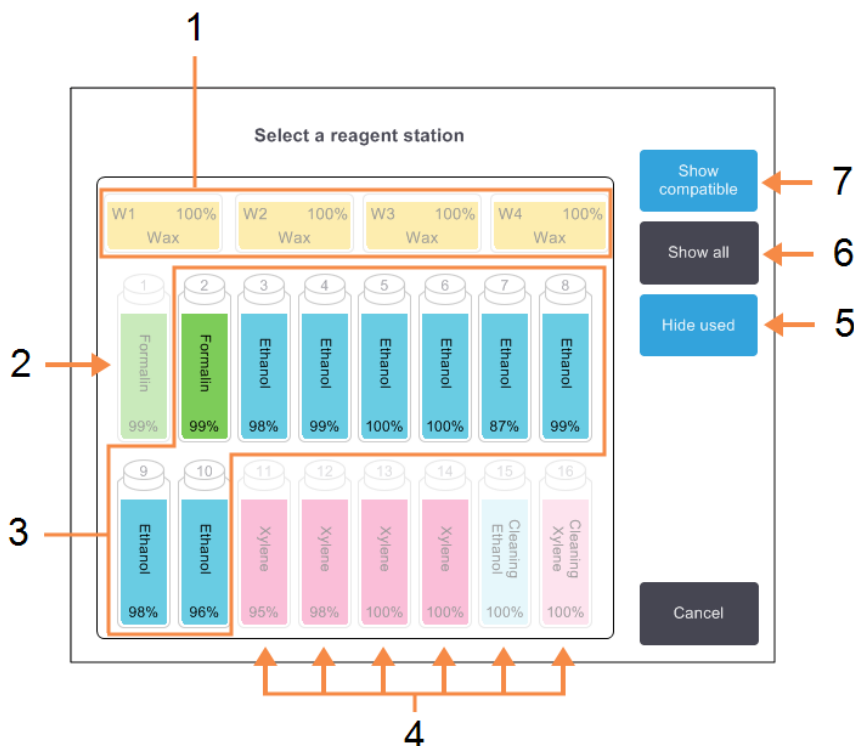 1
Select a reagent station
Show
compatible
7
W1 100%
Wax
W2 100%
Wax
W3 100%
Wax
W4 100%
Wax
Show all
6
Hide used
5
2
1
Formalin
99%
2
Formalin
99%
3
Ethanol
98%
4
Ethanol
99%
5
Ethanol
100%
6
Ethanol
100%
7
Ethanol
87%
8
Ethanol
99%
3
9
Ethanol
98%
10
Ethanol
96%
11
Xylene
95%
12
Xylene
98%
13
Xylene
100%
14
Xylene
100%
15
Cleaning
Ethanol
100%
16
Cleaning
Xylene
100%
Cancel
4